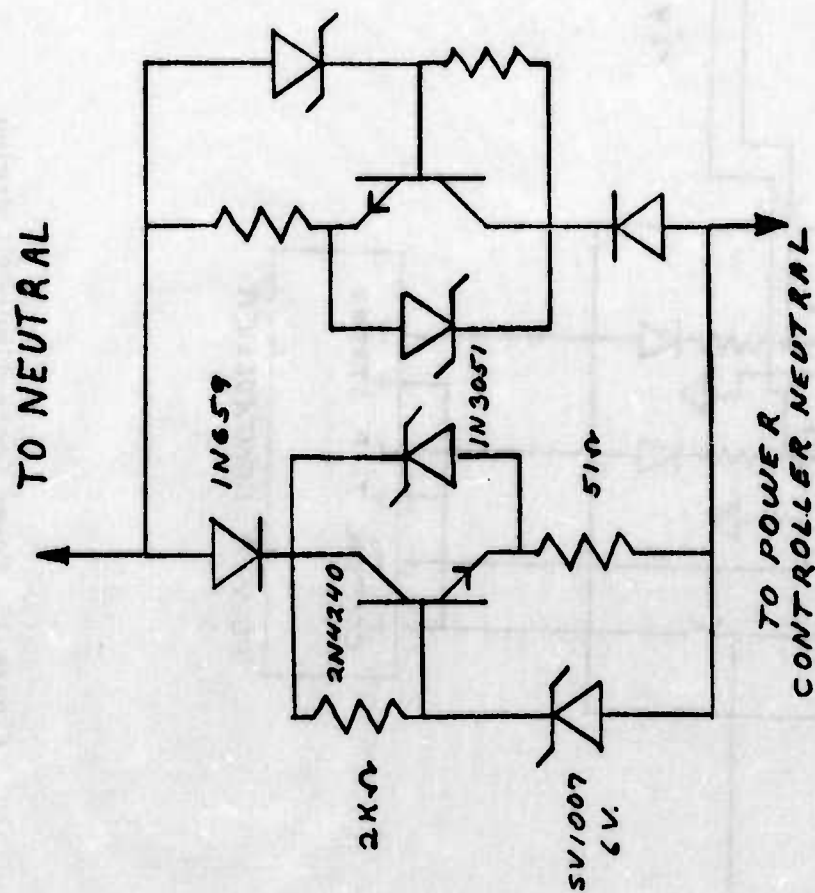 TO NEUTRAL
1N659
1N3051
2N4240
51Ω
2KΩ
SV1007
6V.
TO POWER
CONTROLLER NEUTRAL